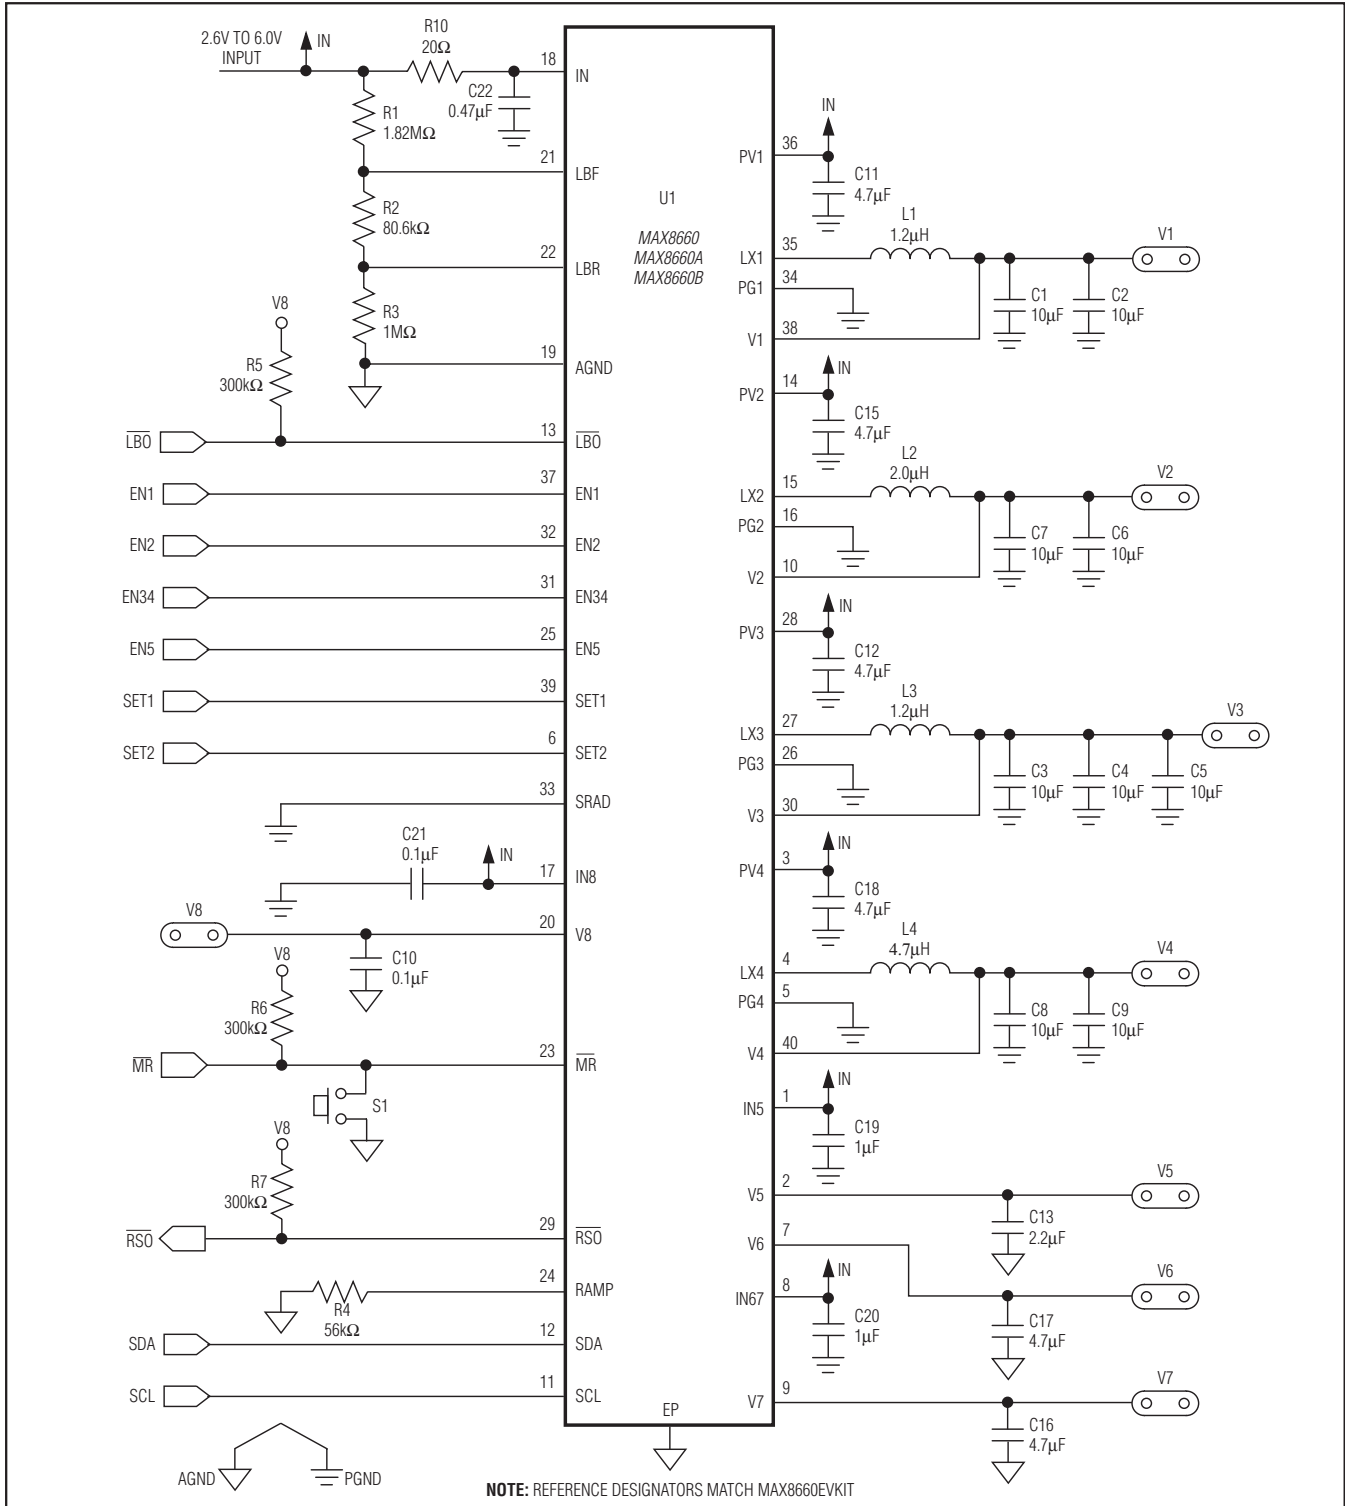 2.6V TO 6.0V
INPUT
IN
R10
20Ω
18
IN
C22
0.47µF
R1
1.82MΩ
21
LBF
R2
80.6kΩ
22
LBR
R3
1MΩ
19
AGND
V8
R5
300kΩ
LBO
13
LBO
EN1
37
EN1
EN2
32
EN2
EN34
31
EN34
EN5
25
EN5
SET1
39
SET1
SET2
6
SET2
33
SRAD
C21
0.1µF
IN
17
IN8
V8
20
V8
C10
0.1µF
V8
R6
300kΩ
MR
23
MR
S1
V8
R7
300kΩ
RSO
29
RSO
24
RAMP
R4
56kΩ
SDA
12
SDA
SCL
11
SCL
AGND
PGND
U1
MAX8660
MAX8660A
MAX8660B
EP
IN
PV1
36
C11
4.7µF
L1
1.2µH
LX1
35
V1
PG1
34
C1
10µF
C2
10µF
V1
38
IN
PV2
14
C15
4.7µF
L2
2.0µH
LX2
15
V2
PG2
16
C7
10µF
C6
10µF
V2
10
IN
PV3
28
C12
4.7µF
L3
1.2µH
LX3
27
V3
PG3
26
C3
10µF
C4
10µF
C5
10µF
V3
30
IN
PV4
3
C18
4.7µF
L4
4.7µH
LX4
4
V4
PG4
5
C8
10µF
C9
10µF
V4
40
IN
IN5
1
C19
1µF
V5
2
V5
C13
2.2µF
V6
7
V6
IN
IN67
8
C20
1µF
C17
4.7µF
V7
9
V7
C16
4.7µF
NOTE: REFERENCE DESIGNATORS MATCH MAX8660EVKIT